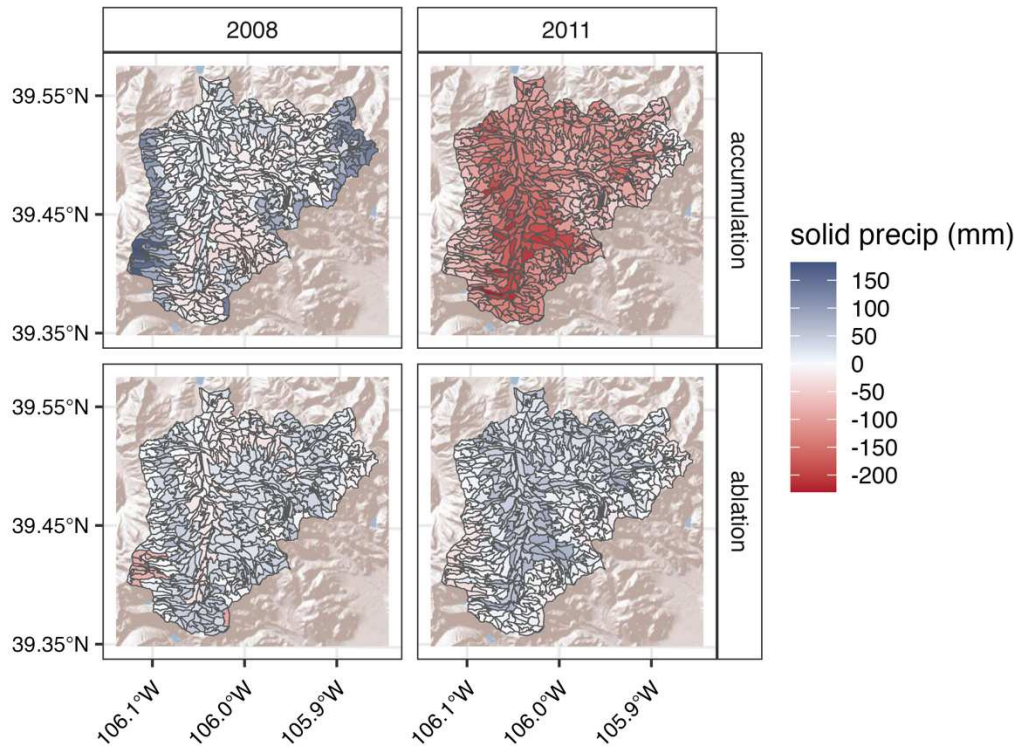 2008
2011
39.55°N
39.45°N
39.35°N
accumulation
39.55°N
39.45°N
39.35°N
ablation
106.1°W
106.0°W
105.9°W
106.1°W
106.0°W
105.9°W
solid precip (mm)
150
100
50
0
-50
-100
-150
-200